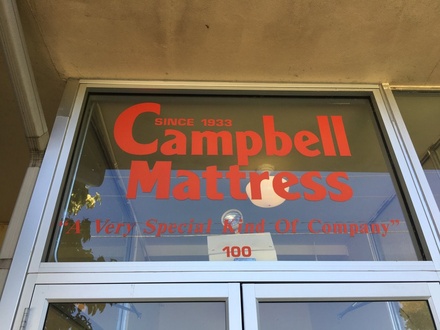 SINCE 1933
Campbell
Mattress
"A Very Special Kind Of Company"
100